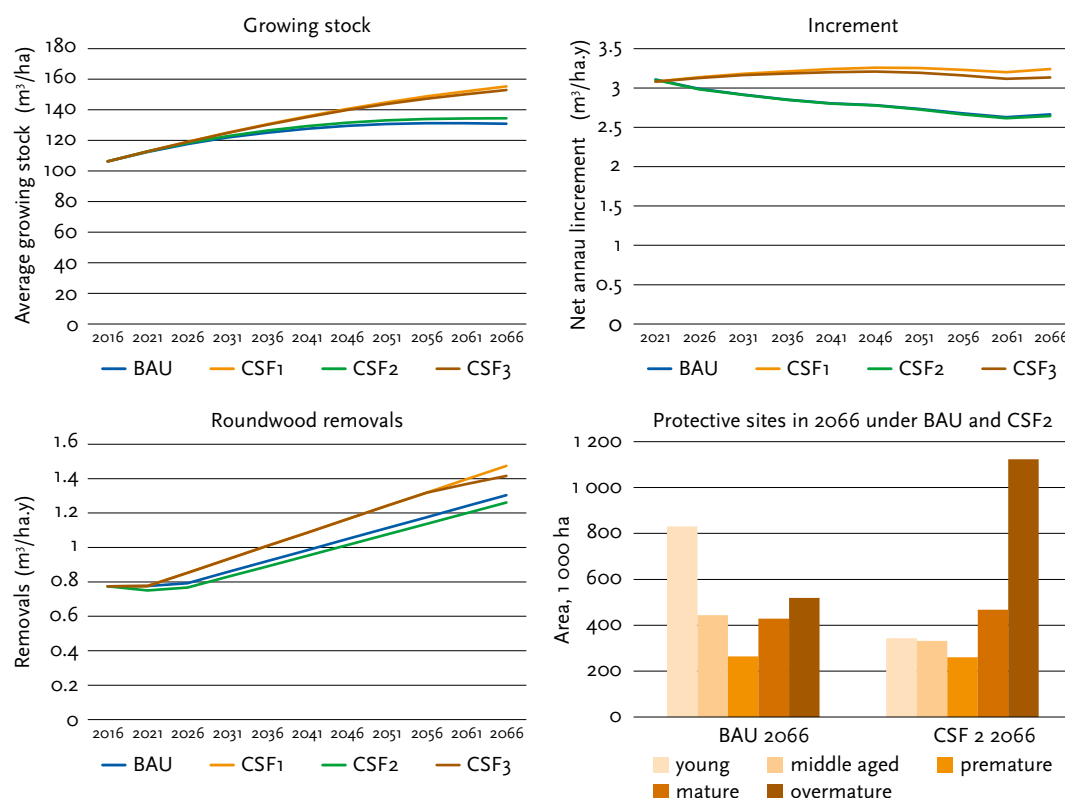 Growing stock
Average growing stock (m³/ha)
180
160
140
120
100
80
60
40
20
0
2016 2021 2026 2031 2036 2041 2046 2051 2056 2061 2066
BAU CSF1 CSF2 CSF3
Increment
Net annau lincrement (m³/ha.y)
3.5
3
2.5
2
1.5
1
0.5
0
2021 2026 2031 2036 2041 2046 2051 2056 2061 2066
BAU CSF1 CSF2 CSF3
Roundwood removals
Removals (m³/ha.y)
1.6
1.4
1.2
1
0.8
0.6
0.4
0.2
0
2016 2021 2026 2031 2036 2041 2046 2051 2056 2061 2066
BAU CSF1 CSF2 CSF3
Protective sites in 2066 under BAU and CSF2
Area, 1 000 ha
1 200
1 000
800
600
400
200
0
BAU 2066 CSF 2 2066
young middle aged premature
mature overmature